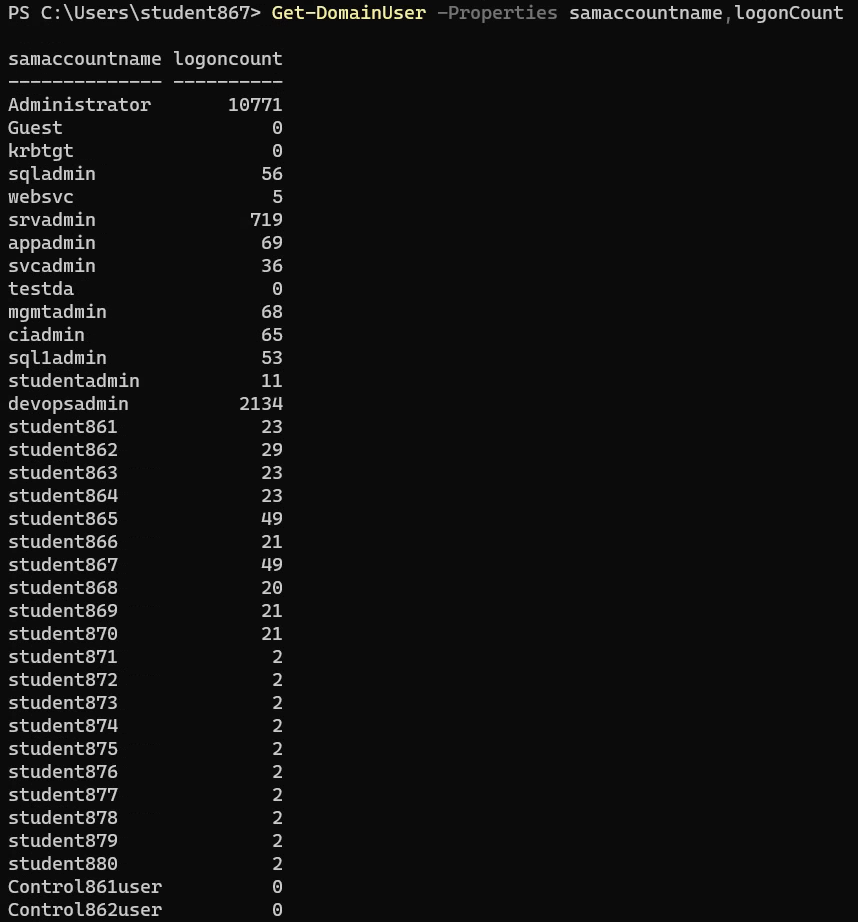 PS C:\Users\student867> Get-DomainUser -Properties samaccountname,logonCount
samaccountname logoncount
-------------- ----------
Administrator 10771
Guest 0
krbtgt 0
sqladmin 56
websvc 5
srvadmin 719
appadmin 69
svcadmin 36
testda 0
mgmtadmin 68
ciadmin 65
sql1admin 53
studentadmin 11
devopsadmin 2134
student861 23
student862 29
student863 23
student864 23
student865 49
student866 21
student867 49
student868 20
student869 21
student870 21
student871 2
student872 2
student873 2
student874 2
student875 2
student876 2
student877 2
student878 2
student879 2
student880 2
Control861user 0
Control862user 0